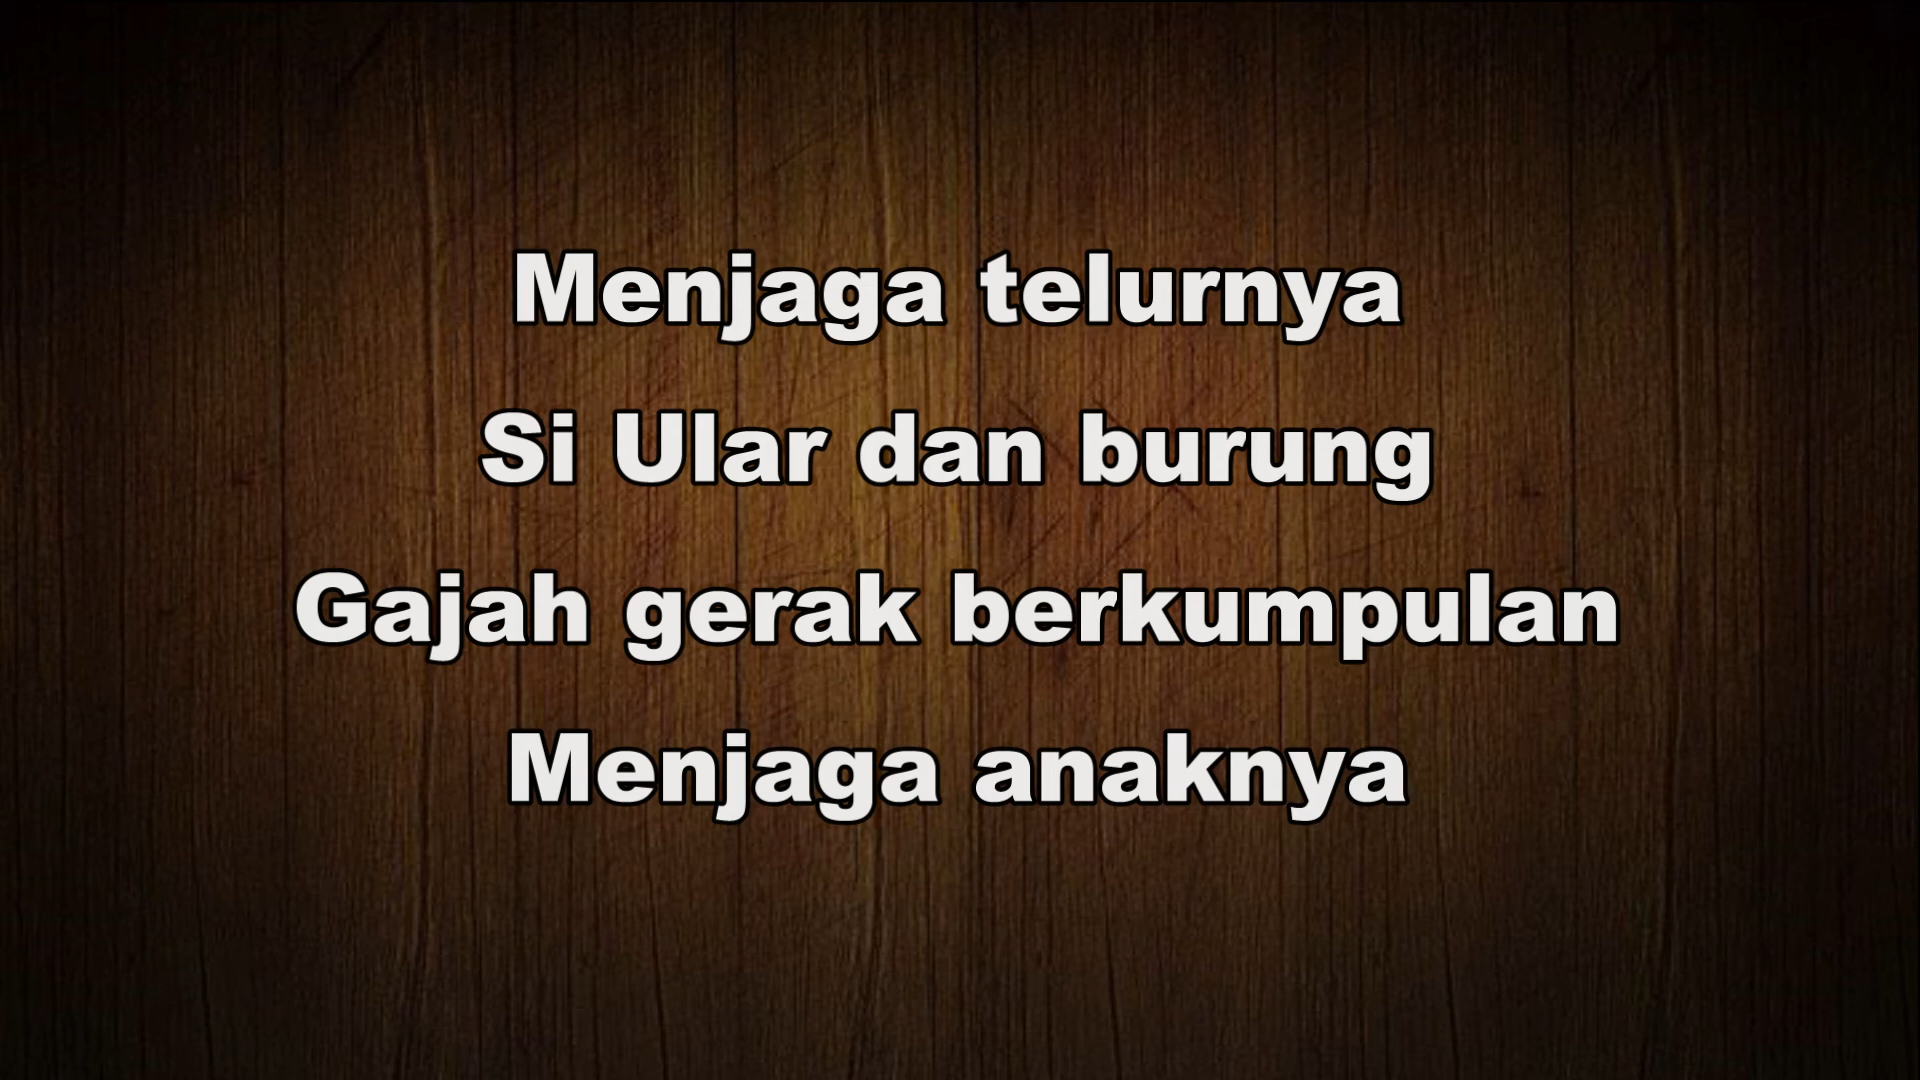 Menjaga telurnya
Si Ular dan burung
Gajah gerak berkumpulan
Menjaga anaknya